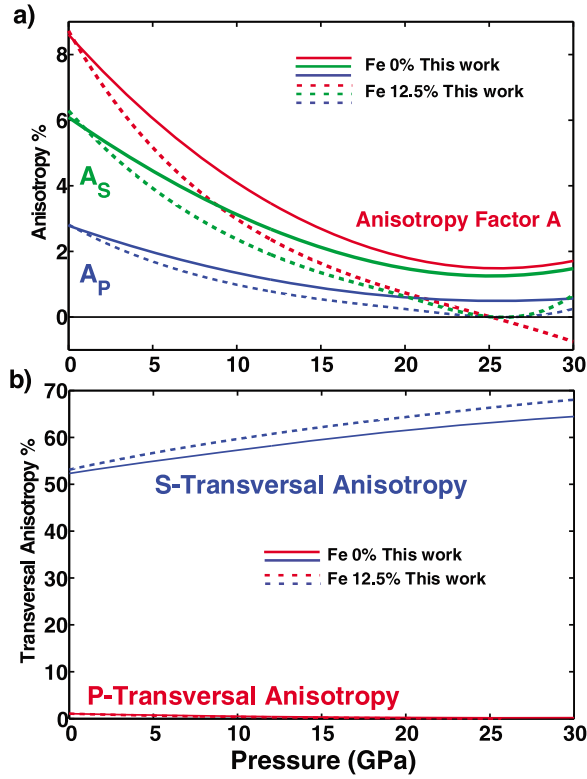 a)
8
6
4
2
0
Anisotropy %
Fe 0% This work
Fe 12.5% This work
A_S
Anisotropy Factor A
A_P
0 5 10 15 20 25 30
b)
70
60
50
40
30
20
10
0
Transversal Anisotropy %
S-Transversal Anisotropy
Fe 0% This work
Fe 12.5% This work
P-Transversal Anisotropy
0 5 10 15 20 25 30
Pressure (GPa)